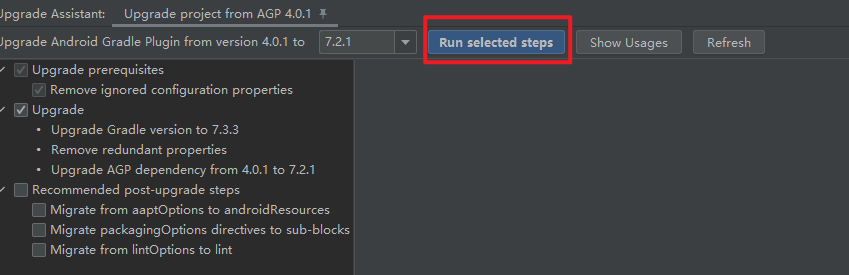 Upgrade Assistant: Upgrade project from AGP 4.0.1
Upgrade Android Gradle Plugin from version 4.0.1 to 7.2.1 Run selected steps Show Usages Refresh
Upgrade prerequisites
Remove ignored configuration properties
Upgrade
• Upgrade Gradle version to 7.3.3
• Remove redundant properties
• Upgrade AGP dependency from 4.0.1 to 7.2.1
Recommended post-upgrade steps
Migrate from aaptOptions to androidResources
Migrate packagingOptions directives to sub-blocks
Migrate from lintOptions to lint